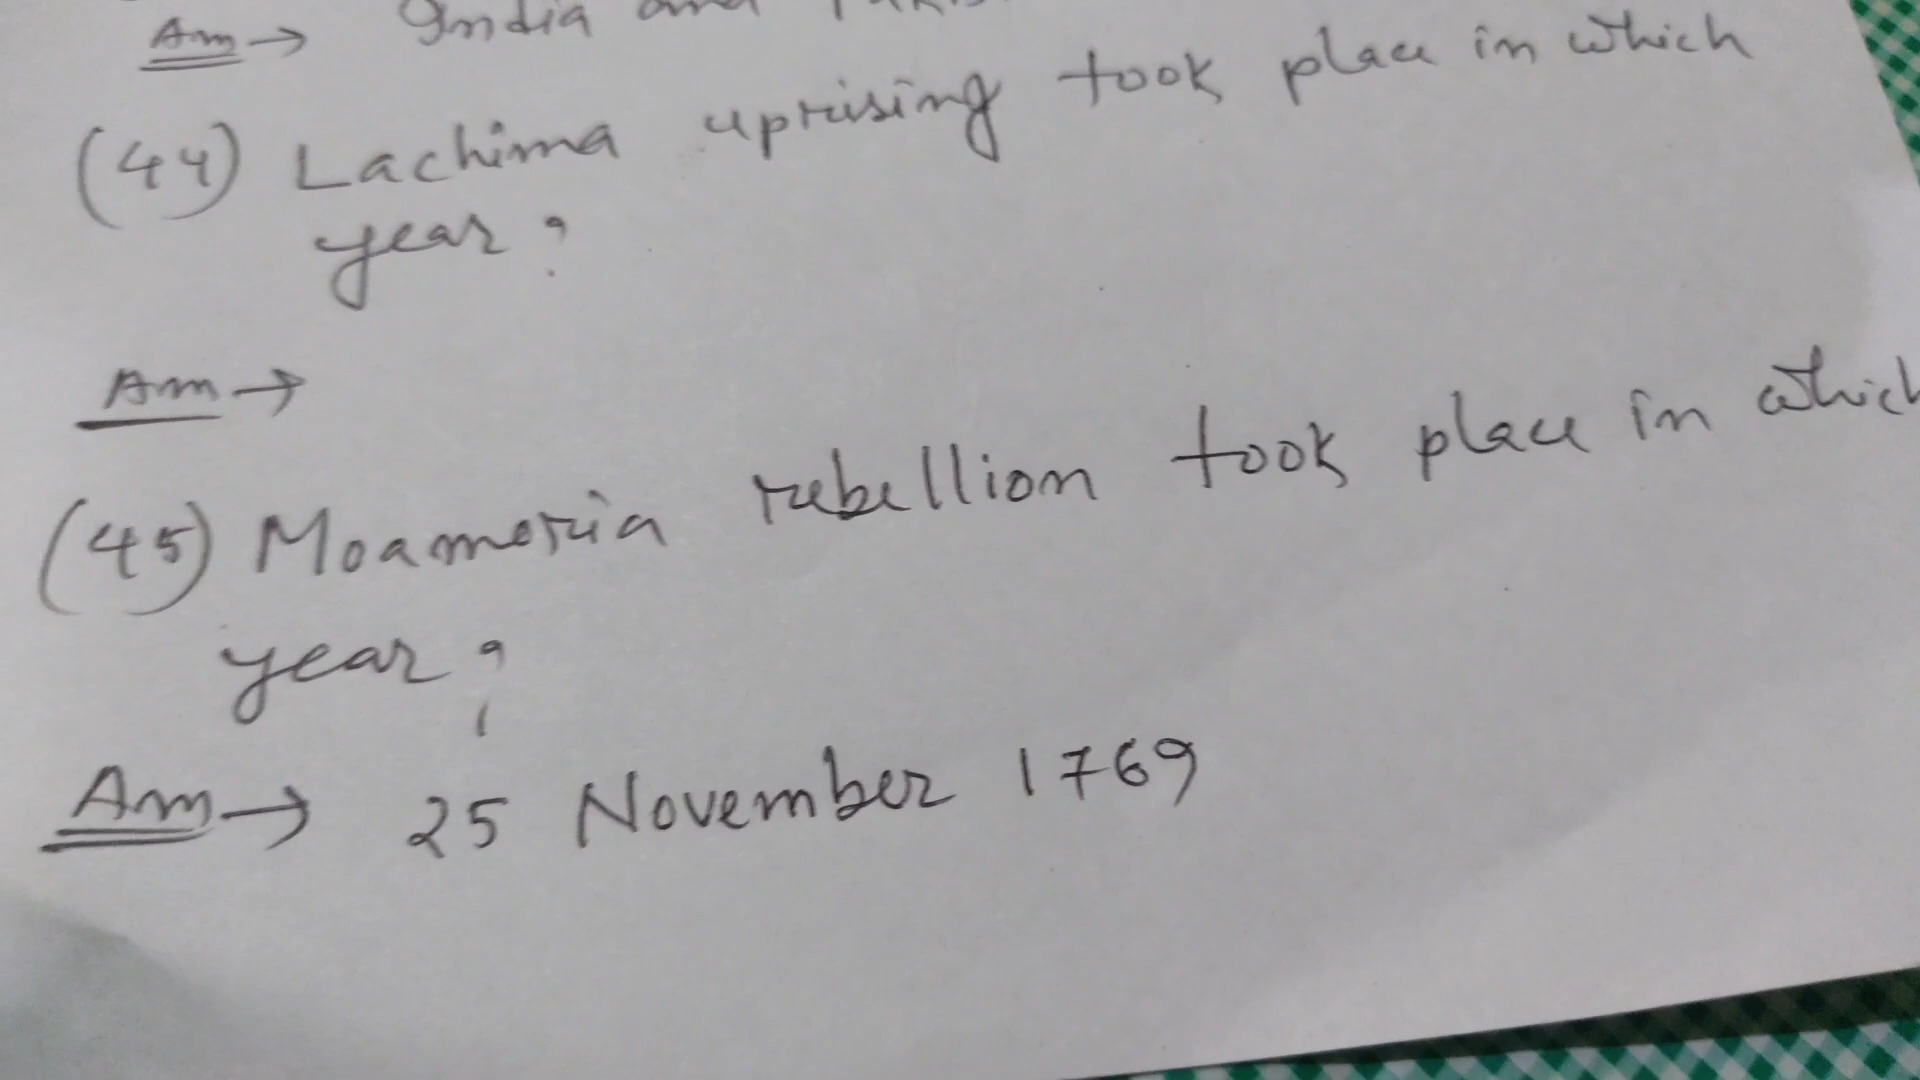 Ans → India and
(44) Lachima uprising took place in which
year?
Ans →
(45) Moamoria rebellion took place in which
year?
Ans → 25 November 1769